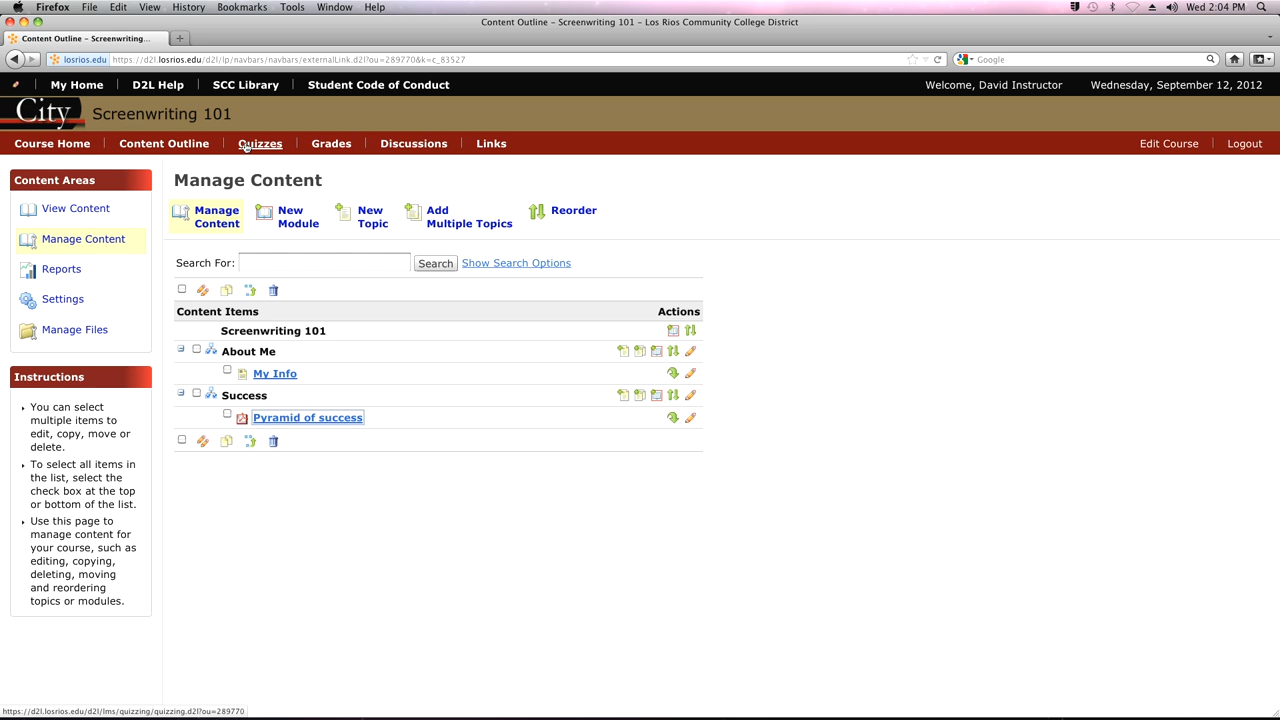 Firefox File Edit View History Bookmarks Tools Window Help Wed 2:04 PM
Content Outline - Screenwriting 101 - Los Rios Community College District
Content Outline – Screenwriting...
losrios.edu https://d2l.losrios.edu/d2l/lp/navbars/navbars/externalLink.d2l?ou=289770&k=c_83527 Google
My Home D2L Help SCC Library Student Code of Conduct Welcome, David Instructor Wednesday, September 12, 2012
City Screenwriting 101
Course Home Content Outline Quizzes Grades Discussions Links Edit Course Logout
Content Areas
View Content
Manage Content
Reports
Settings
Manage Files
Instructions
You can select
multiple items to
edit, copy, move or
delete.
To select all items in
the list, select the
check box at the top
or bottom of the list.
Use this page to
manage content for
your course, such as
editing, copying,
deleting, moving
and reordering
topics or modules.
Manage Content
Manage
Content
New
Module
New
Topic
Add
Multiple Topics
Reorder
Search For: Search Show Search Options
Content Items Actions
Screenwriting 101
About Me
My Info
Success
Pyramid of success
https://d2l.losrios.edu/d2l/lms/quizzing/quizzing.d2l?ou=289770